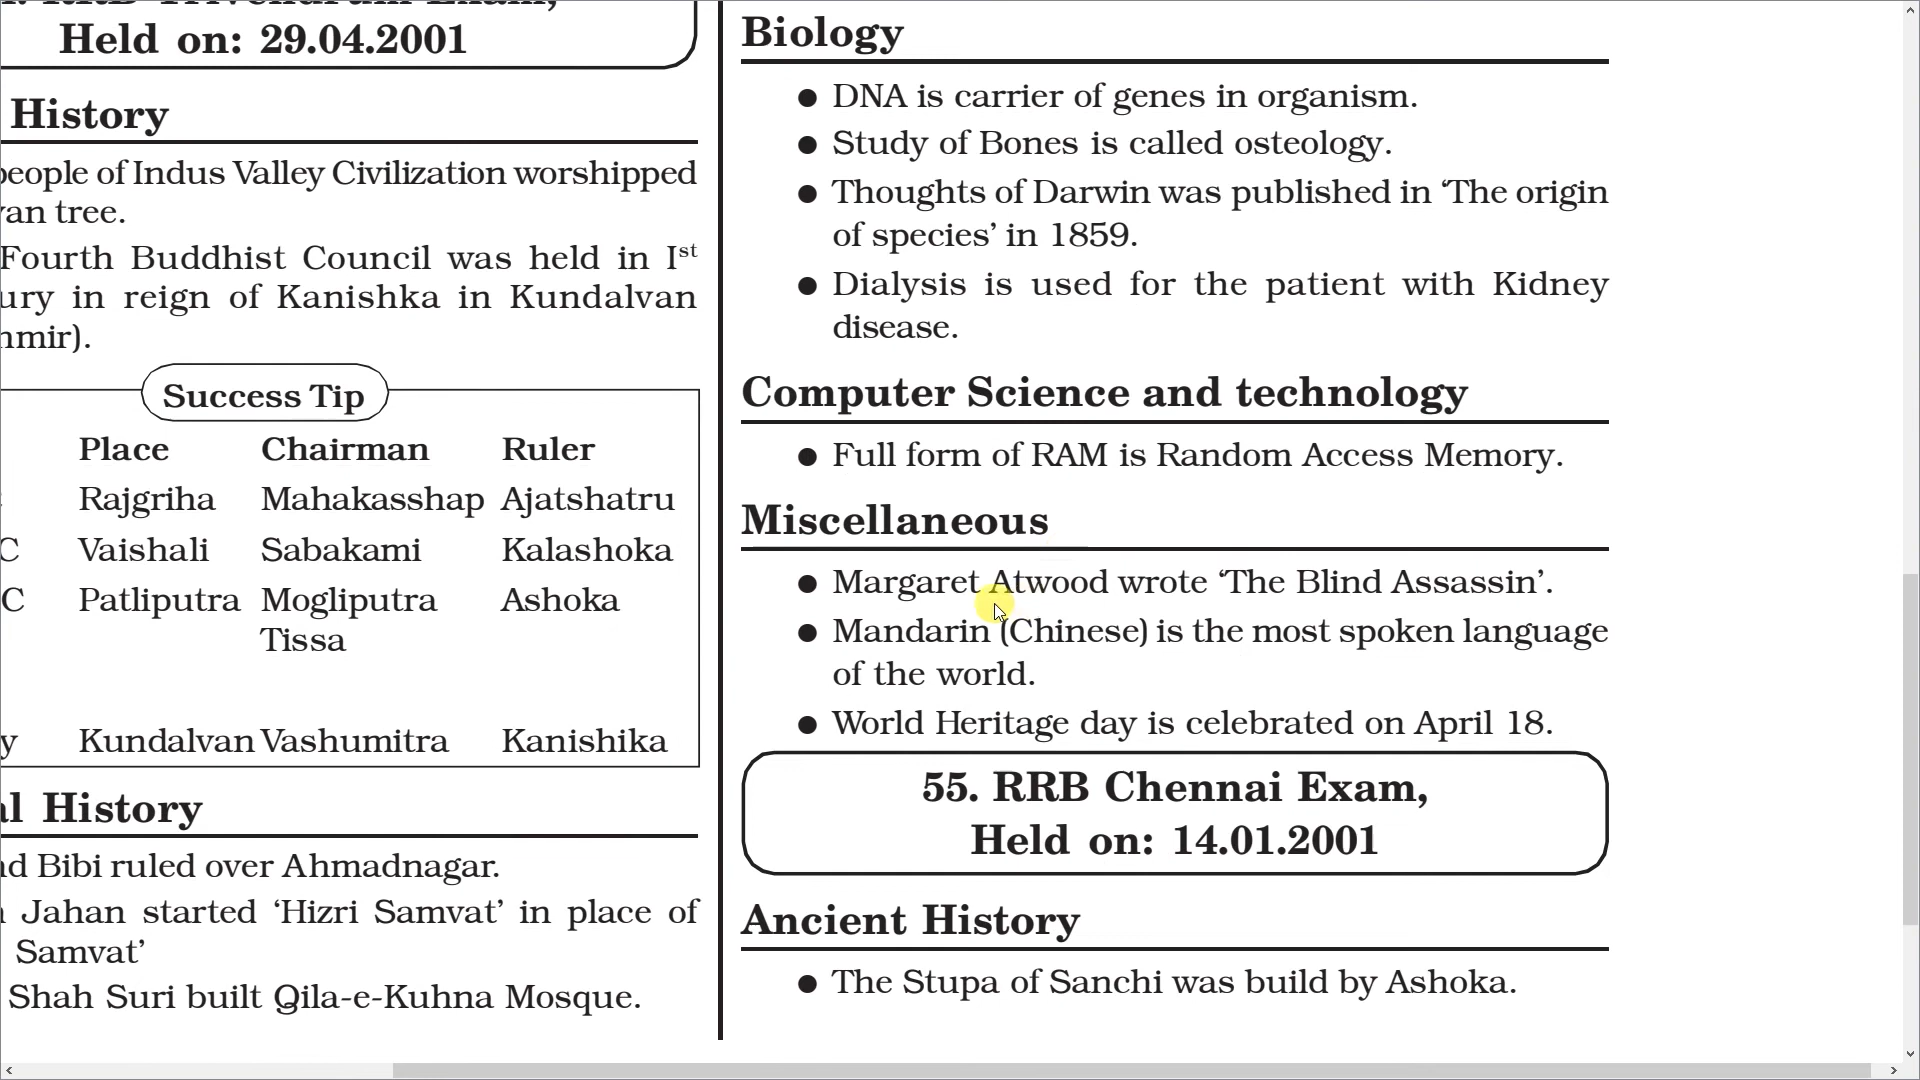 Held on: 29.04.2001
History
people of Indus Valley Civilization worshipped
van tree.
Fourth Buddhist Council was held in Ist
ury in reign of Kanishka in Kundalvan
hmir).
Success Tip
Place Chairman Ruler
Rajgriha Mahakasshap Ajatshatru
C Vaishali Sabakami Kalashoka
C Patliputra Mogliputra Ashoka
Tissa
y Kundalvan Vashumitra Kanishika
al History
nd Bibi ruled over Ahmadnagar.
Jahan started ‘Hizri Samvat’ in place of
Samvat’
Shah Suri built Qila-e-Kuhna Mosque.
Biology
● DNA is carrier of genes in organism.
● Study of Bones is called osteology.
● Thoughts of Darwin was published in ‘The origin
of species’ in 1859.
● Dialysis is used for the patient with Kidney
disease.
Computer Science and technology
● Full form of RAM is Random Access Memory.
Miscellaneous
● Margaret Atwood wrote ‘The Blind Assassin’.
● Mandarin (Chinese) is the most spoken language
of the world.
● World Heritage day is celebrated on April 18.
55. RRB Chennai Exam,
Held on: 14.01.2001
Ancient History
● The Stupa of Sanchi was build by Ashoka.